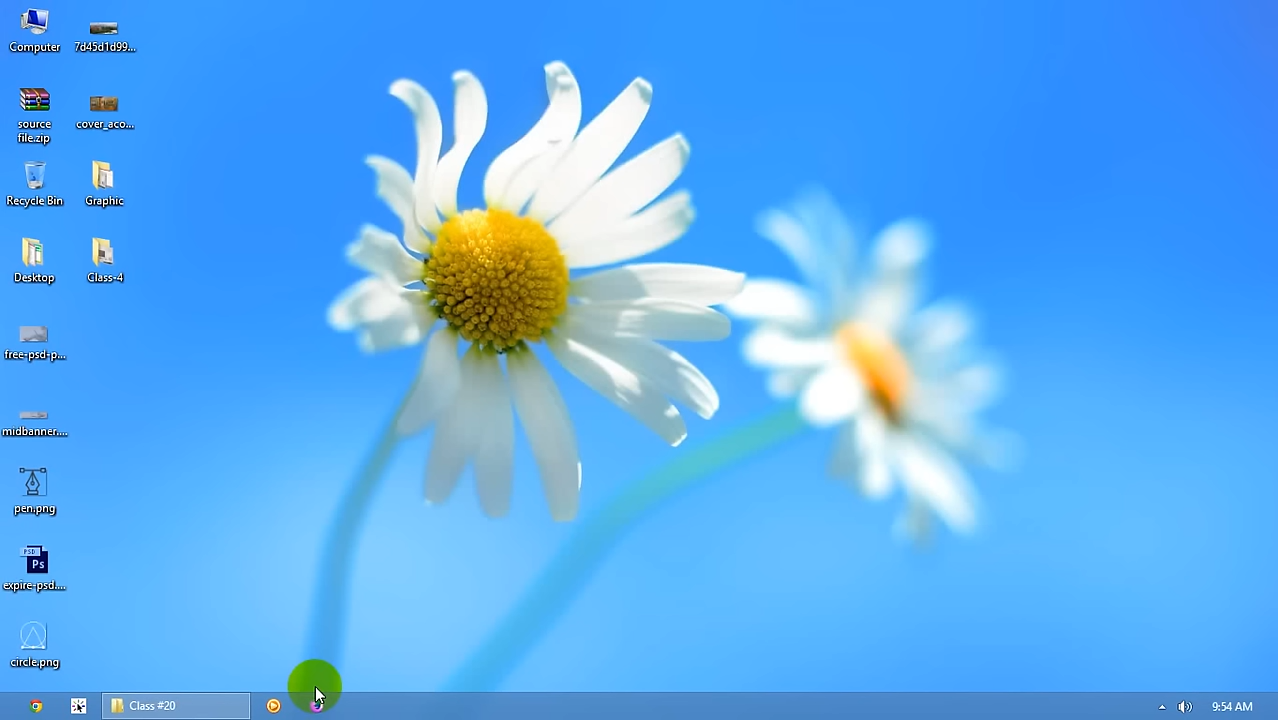 Computer
7d45d1d99...
source
file.zip
cover_aco...
Recycle Bin
Graphic
Desktop
Class-4
free-psd-p...
midbanner....
pen.png
PSD
Ps
expire-psd....
circle.png
Class #20
9:54 AM